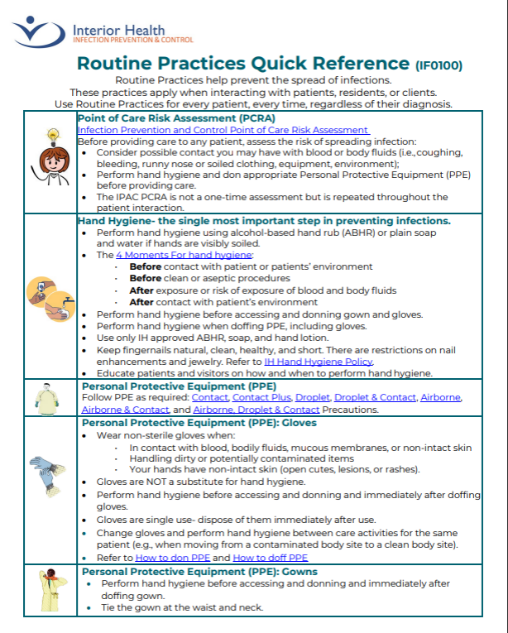 Interior Health
INFECTION PREVENTION & CONTROL
Routine Practices Quick Reference (IF0100)
Routine Practices help prevent the spread of infections.
These practices apply when interacting with patients, residents, or clients.
Use Routine Practices for every patient, every time, regardless of their diagnosis.
Point of Care Risk Assessment (PCRA)
Infection Prevention and Control Point of Care Risk Assessment
Before providing care to any patient, assess the risk of spreading infection:
• Consider possible contact you may have with blood or body fluids (i.e.,coughing,
bleeding, runny nose or soiled clothing, equipment, environment);
• Perform hand hygiene and don appropriate Personal Protective Equipment (PPE)
before providing care.
• The IPAC PCRA is not a one-time assessment but is repeated throughout the
patient interaction.
Hand Hygiene- the single most important step in preventing infections.
• Perform hand hygiene using alcohol-based hand rub (ABHR) or plain soap
and water if hands are visibly soiled.
• The 4 Moments For hand hygiene:
· Before contact with patient or patients' environment
· Before clean or aseptic procedures
· After exposure or risk of exposure of blood and body fluids
· After contact with patient's environment
• Perform hand hygiene before accessing and donning gown and gloves.
• Perform hand hygiene when doffing PPE, including gloves.
• Use only IH approved ABHR, soap, and hand lotion.
• Keep fingernails natural, clean, healthy, and short. There are restrictions on nail
enhancements and jewelry. Refer to IH Hand Hygiene Policy.
• Educate patients and visitors on how and when to perform hand hygiene.
Personal Protective Equipment (PPE)
Follow PPE as required: Contact, Contact Plus, Droplet, Droplet & Contact, Airborne,
Airborne & Contact, and Airborne, Droplet & Contact Precautions.
Personal Protective Equipment (PPE): Gloves
• Wear non-sterile gloves when:
· In contact with blood, bodily fluids, mucous membranes, or non-intact skin
· Handling dirty or potentially contaminated items
· Your hands have non-intact skin (open cutes, lesions, or rashes).
• Gloves are NOT a substitute for hand hygiene.
• Perform hand hygiene before accessing and donning and immediately after doffing
gloves.
• Gloves are single use- dispose of them immediately after use.
• Change gloves and perform hand hygiene between care activities for the same
patient (e.g., when moving from a contaminated body site to a clean body site).
• Refer to How to don PPE and How to doff PPE
Personal Protective Equipment (PPE): Gowns
• Perform hand hygiene before accessing and donning and immediately after
doffing gown.
• Tie the gown at the waist and neck.